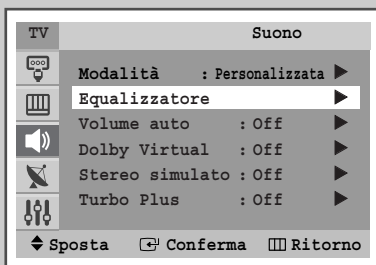 TV Suono
Modalità : Personalizzata
Equalizzatore
Volume auto : Off
Dolby Virtual : Off
Stereo simulato : Off
Turbo Plus : Off
Sposta Conferma Ritorno